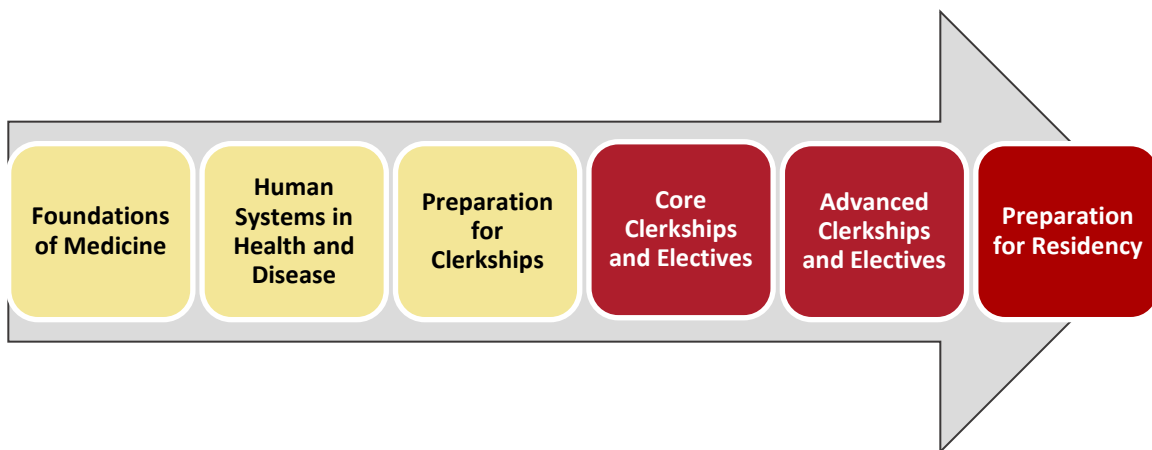 Foundations
of Medicine
Human
Systems in
Health and
Disease
Preparation
for
Clerkships
Core
Clerkships
and Electives
Advanced
Clerkships
and Electives
Preparation
for Residency